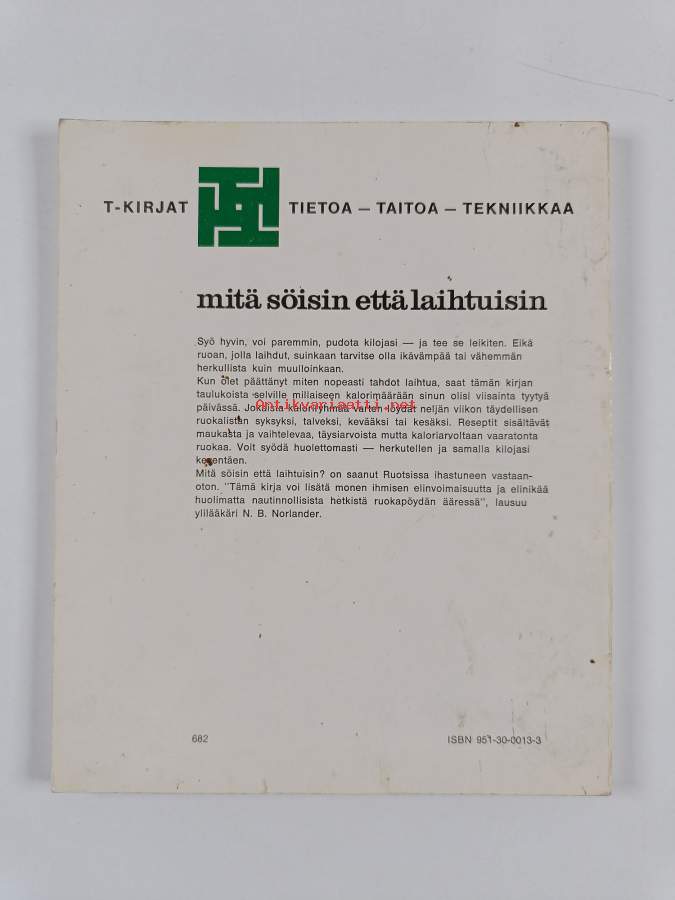 T-KIRJAT TIETOA — TAITOA — TEKNIIKKAA
mitä söisin että laihtuisin
Syö hyvin, voi paremmin, pudota kilojasi — ja tee se leikiten. Eikä
ruoan, jolla laihdut, suinkaan tarvitse olla ikävämpää tai vähemmän
herkullista kuin muulloinkaan.
Kun olet päättänyt miten nopeasti tahdot laihtua, saat tämän kirjan
taulukoista selville millaiseen kalorimäärään sinun olisi viisainta tyytyä
Antikvariaatti.net
päivässä. Jokaista kaloriryhmää varten löydät neljän viikon täydellisen
ruokalistan syksyksi, talveksi, kevääksi tai kesäksi. Reseptit sisältävät
maukasta ja vaihtelevaa, täysiarvoista mutta kaloriarvoltaan vaaratonta
ruokaa. Voit syödä huolettomasti — herkutellen ja samalla kilojasi
kesentäen.
Mitä söisin että laihtuisin? on saanut Ruotsissa ihastuneen vastaan-
oton. "Tämä kirja voi lisätä monen ihmisen elinvoimaisuutta ja elinikää
huolimatta nautinnollisista hetkistä ruokapöydän ääressä", lausuu
ylilääkäri N. B. Norlander.
682 ISBN 951-30-0013-3